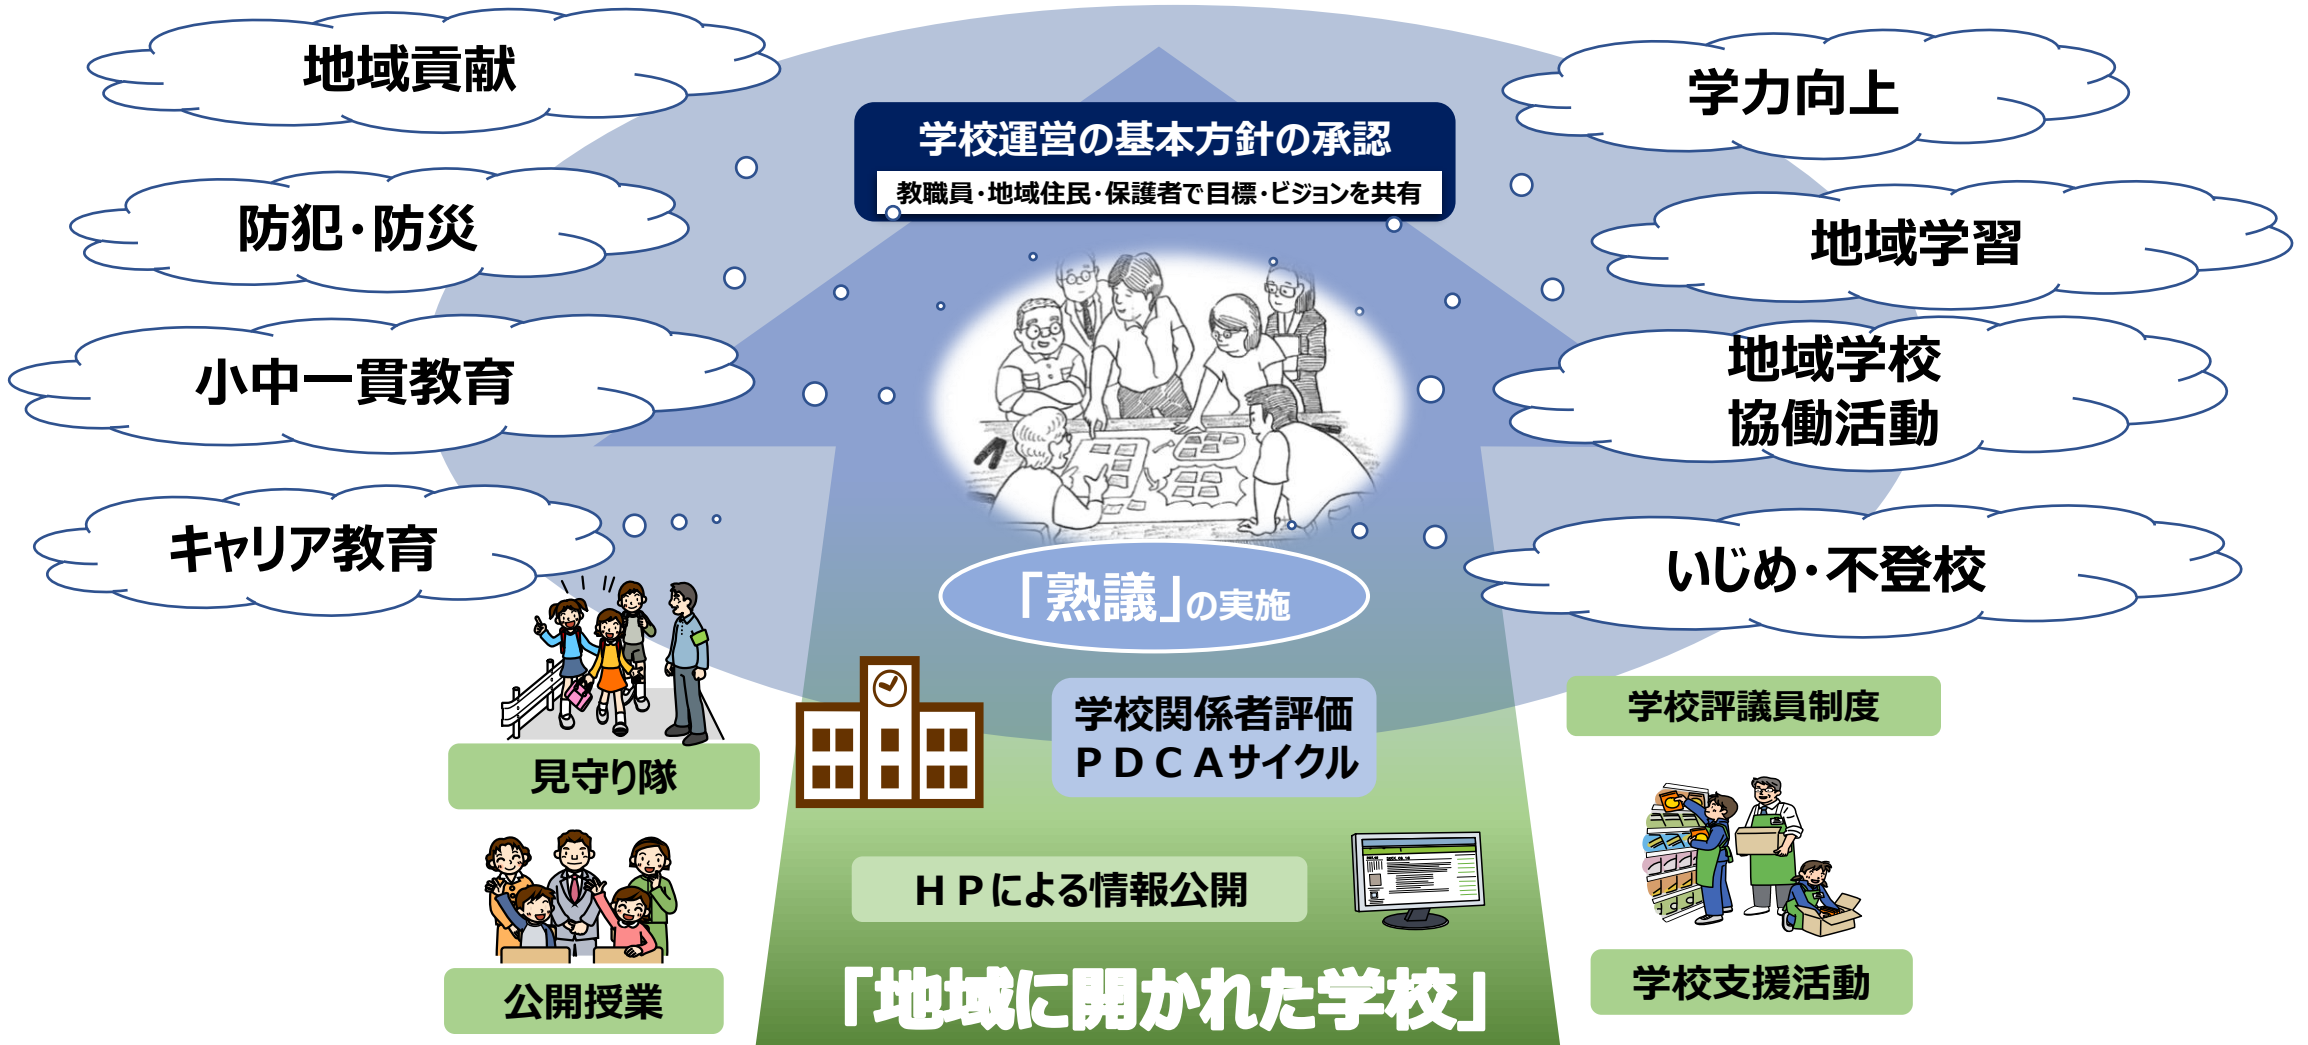 地域貢献
防犯・防災
小中一貫教育
キャリア教育
学校運営の基本方針の承認
教職員・地域住民・保護者で目標・ビジョンを共有
学力向上
地域学習
地域学校
協働活動
いじめ・不登校
「熟議」の実施
学校関係者評価
ＰＤＣＡサイクル
学校評議員制度
見守り隊
ＨＰによる情報公開
公開授業
学校支援活動
「地域に開かれた学校」